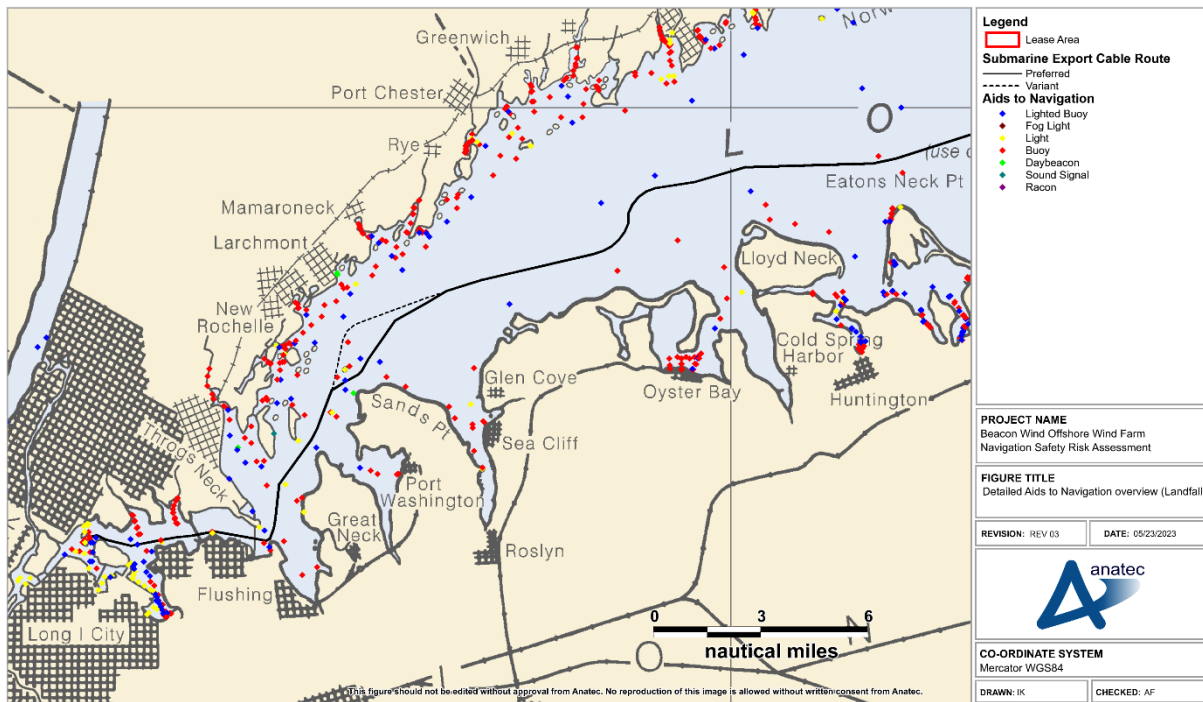 Norw
Greenwich
Port Chester
Rye
Mamaroneck
Larchmont
New
Rochelle
Throgs Neck
L
O
(use
Eatons Neck Pt
Lloyd Neck
Cold Spring
Harbor
Huntington
Oyster Bay
Glen Cove
Sands Pt
Sea Cliff
Port
Washington
Great
Neck
Roslyn
Flushing
Long I City
O
N
0 3 6
nautical miles
This figure should not be edited without approval from Anatec. No reproduction of this image is allowed without written consent from Anatec.
Legend
Lease Area
Submarine Export Cable Route
Preferred
Variant
Aids to Navigation
Lighted Buoy
Fog Light
Light
Buoy
Daybeacon
Sound Signal
Racon
PROJECT NAME
Beacon Wind Offshore Wind Farm
Navigation Safety Risk Assessment
FIGURE TITLE
Detailed Aids to Navigation overview (Landfall
REVISION: REV 03 DATE: 05/23/2023
anatec
CO-ORDINATE SYSTEM
Mercator WGS84
DRAWN: IK CHECKED: AF